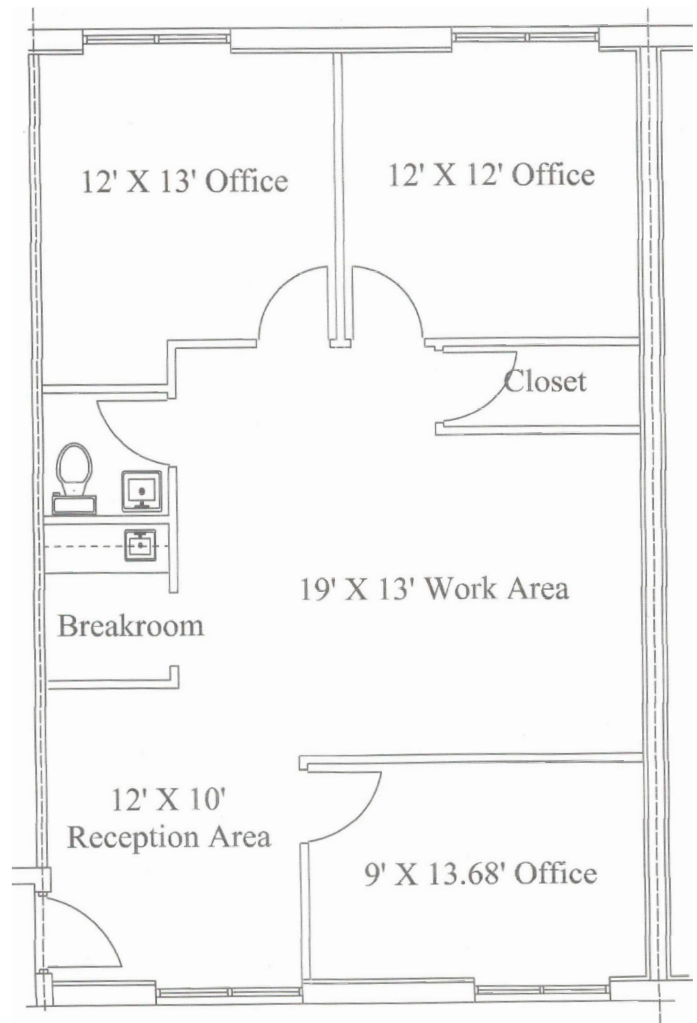 12' X 13' Office
12' X 12' Office
Closet
19' X 13' Work Area
Breakroom
12' X 10'
Reception Area
9' X 13.68' Office